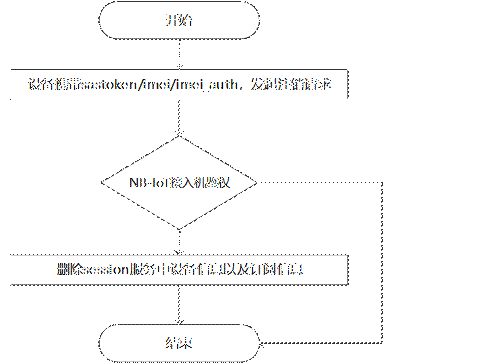 开始
设备携带sastoken/imei/imei_auth，发起注销请求
NB-IoT接入机鉴权
删除session服务中设备信息以及订阅信息
结束